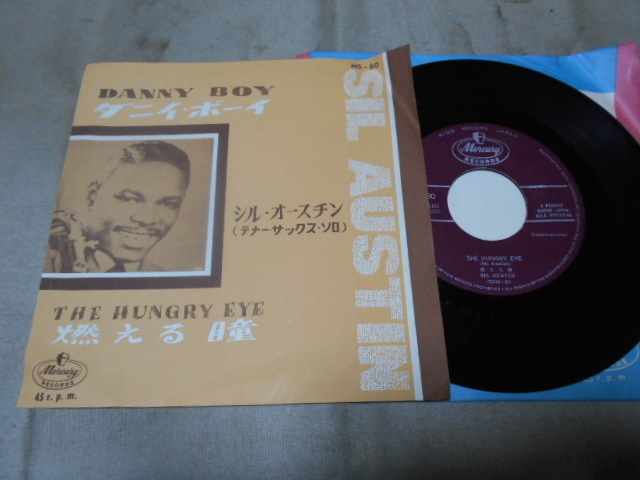 MS-80
DANNY BOY
ダニイ・ボーイ
SIL AUSTIN
シル・オースチン
(テナーサックス・ソロ)
THE HUNGRY EYE
燃える瞳
Mercury
RECORDS
45 r.p.m.
Mercury
RECORDS
THE HUNGRY EYE
燃える瞳
SIL AUSTIN
r.p.m.